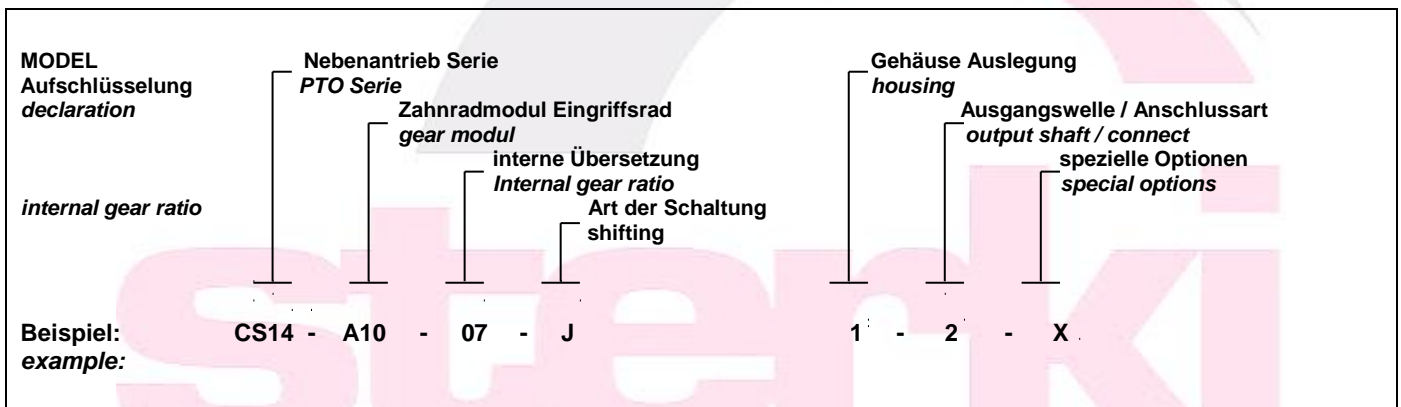 MODEL
Aufschlüsselung
declaration
internal gear ratio
Nebenantrieb Serie
PTO Serie
Zahnradmodul Eingriffsrad
gear modul
interne Übersetzung
Internal gear ratio
Art der Schaltung
shifting
Gehäuse Auslegung
housing
Ausgangswelle / Anschlussart
output shaft / connect
spezielle Optionen
special options
Beispiel: CS14 - A10 - 07 - J 1 - 2 - X
example:
sterki